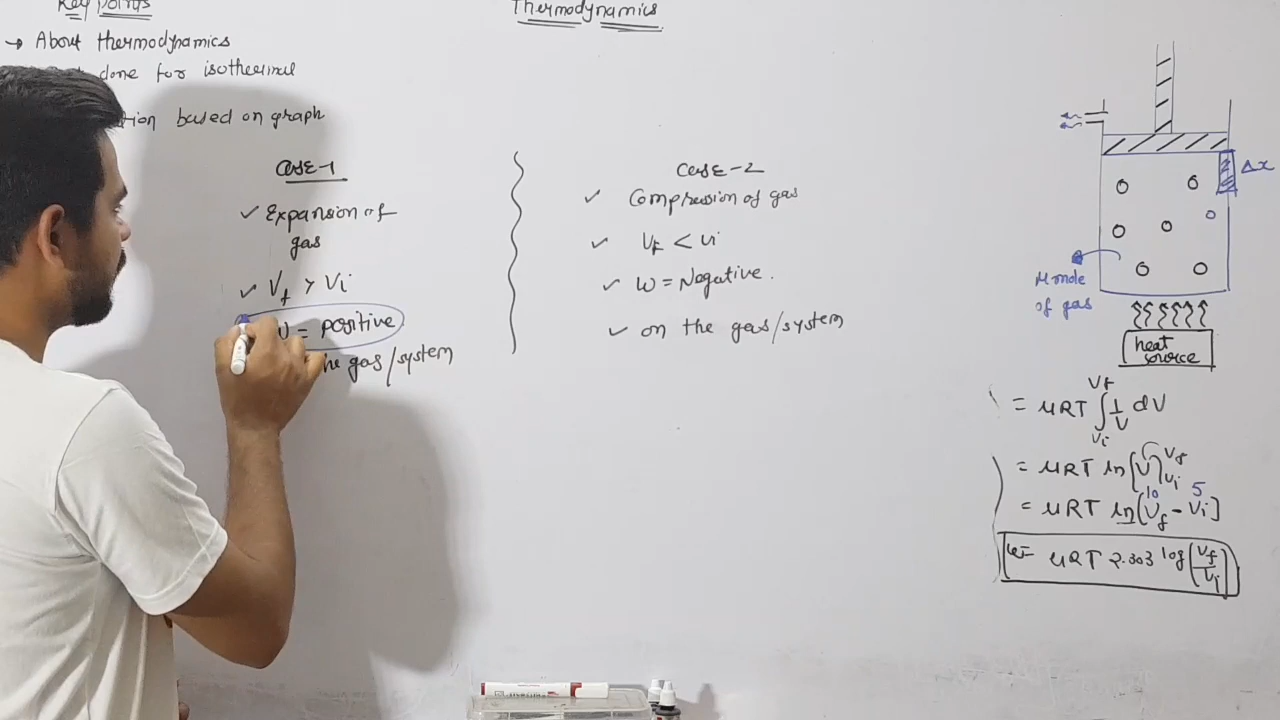 Key points
Thermodynamics
→ About thermodynamics
done for isothermal
based on graph
CASE-1
✓ Expansion of
gas
✓ Vf > Vi
= positive
he gas/system
CASE-2
✓ Compression of gas
✓ Vf < Vi
✓ W = Negative.
✓ on the gas/system
Δx
μ mole
of gas
heat
source
= μRT ∫ Vf Vi 1/V dV
= μRT ln [V] Vf Vi
10 5
= μRT ln [Vf - Vi]
W = μRT 2.303 log (Vf/Vi)